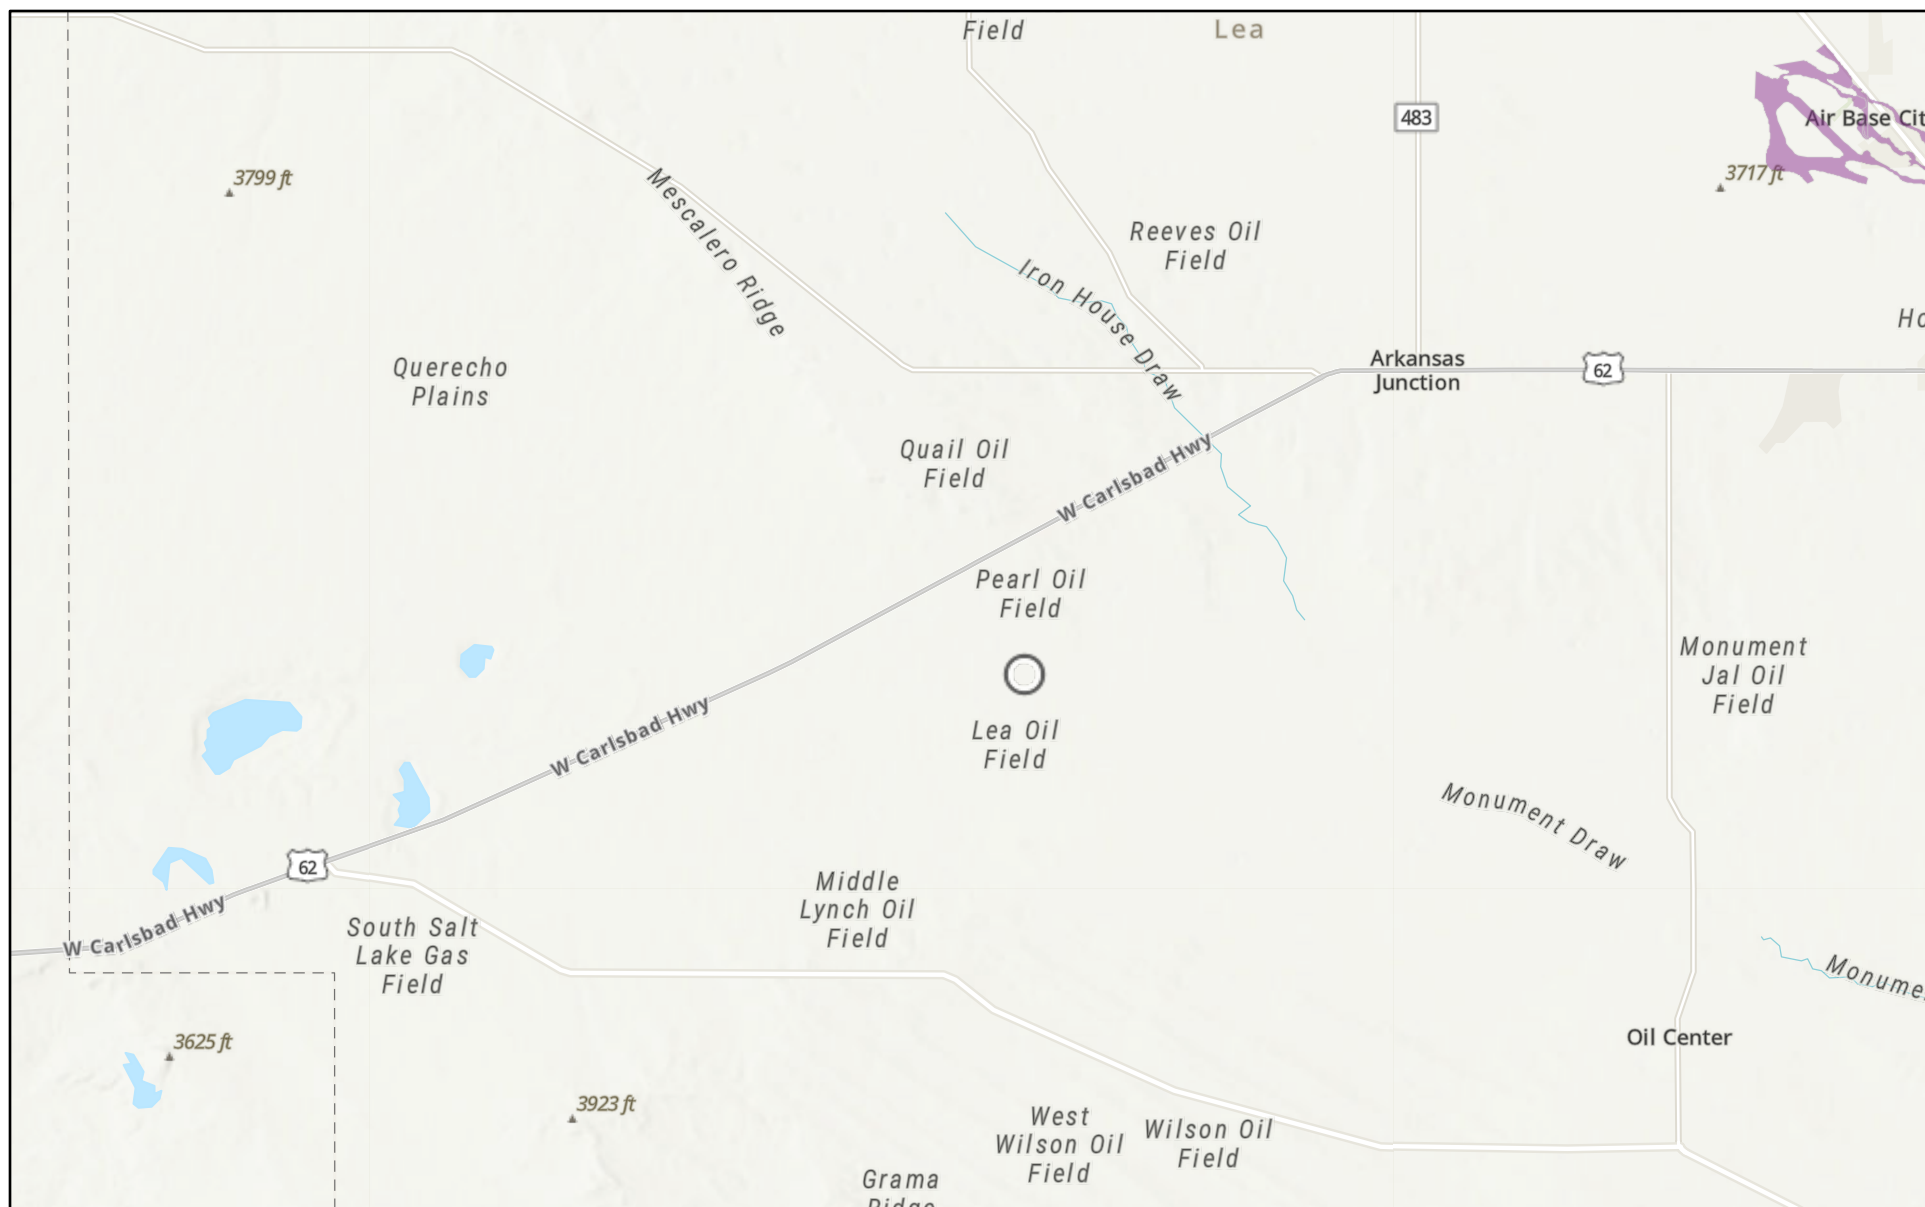 Field
Lea
483
Air Base Cit
3799 ft
3717 ft
Mescalero Ridge
Reeves Oil
Field
Iron House Draw
Ho
Querecho
Plains
Arkansas
Junction
62
Quail Oil
Field
W Carlsbad Hwy
Pearl Oil
Field
Monument
Jal Oil
Field
W Carlsbad Hwy
Lea Oil
Field
Monument Draw
62
Middle
Lynch Oil
Field
W Carlsbad Hwy
South Salt
Lake Gas
Field
Monume
3625 ft
Oil Center
3923 ft
West
Wilson Oil
Field
Wilson Oil
Field
Grama
Ridge